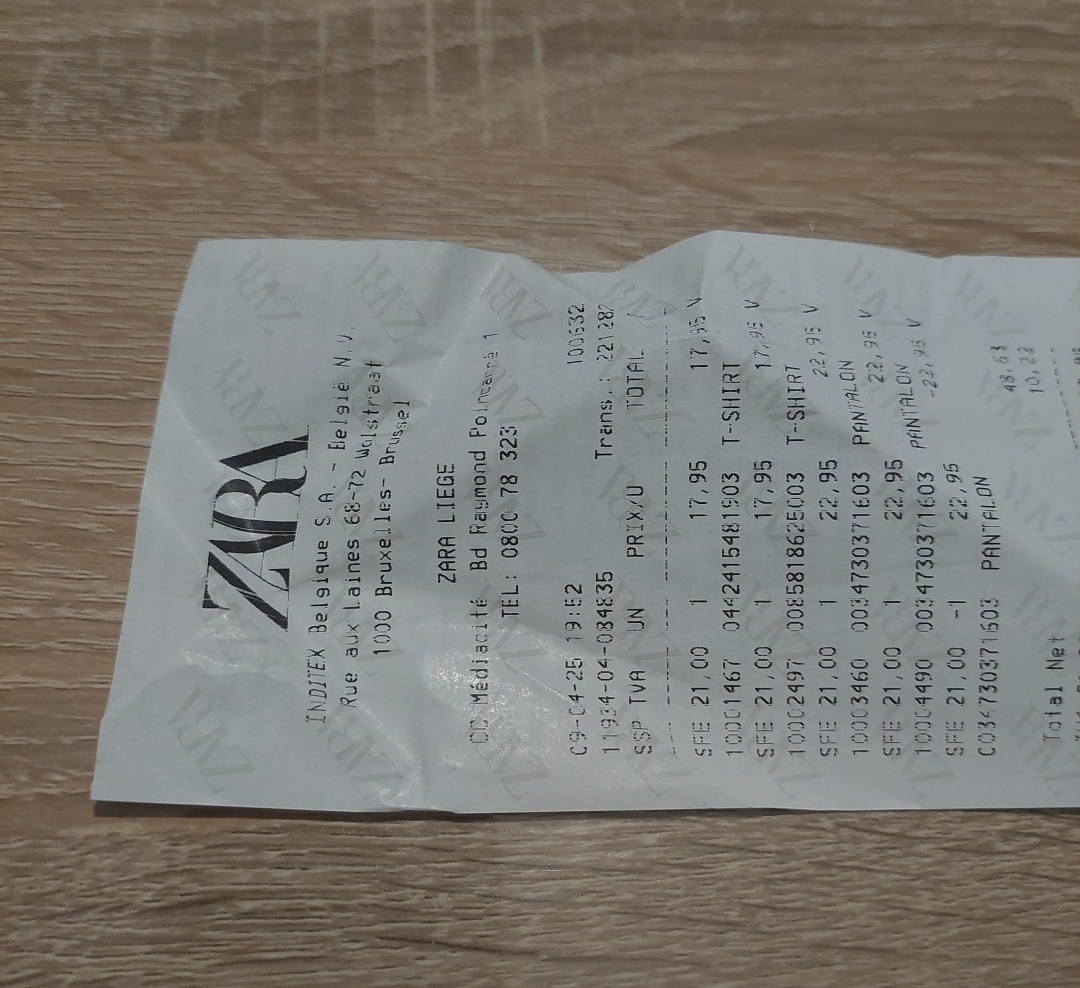 ZARA
INDITEX Belgique S.A. - België N.V.
Rue aux Laines 68-72 Wolstraat
1000 Bruxelles- Brussel
ZARA LIEGE
CC Médiacité Bd Raymond Poincarré 1
TEL: 0800 78 323
09-04-25 19:52 100632
11934-04-084835 Trans.: 221282
SSP TVA UN PRIX/U TOTAL
SFE 21,00 1 17,95 17,95 V
10001467 0442415481903 T-SHIRT
SFE 21,00 1 17,95 17,95 V
10002497 0085818625003 T-SHIRT
SFE 21,00 1 22,95 22,95 V
10003460 0034730371603 PANTALON
SFE 21,00 1 22,95 22,95 V
10004490 0034730371603 PANTALON
SFE 21,00 -1 22,95 -22,95 V
C034730371603 PANTALON
Total Net 48,63
10,22